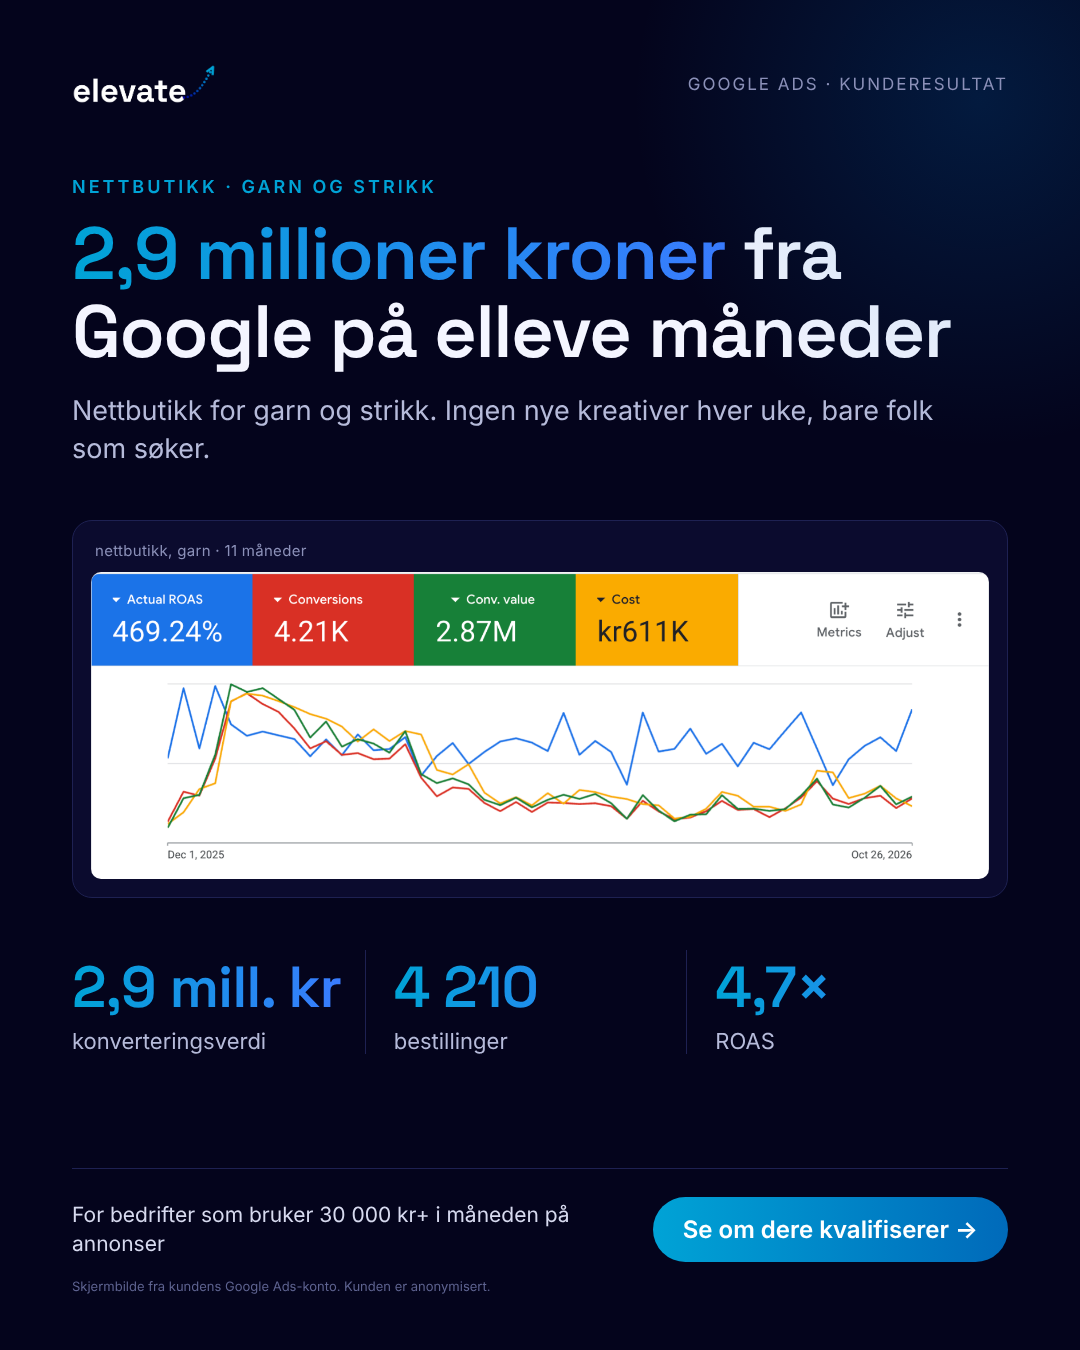 elevate
GOOGLE ADS · KUNDERESULTAT
NETTBUTIKK · GARN OG STRIKK
2,9 millioner kroner fra
Google på elleve måneder
Nettbutikk for garn og strikk. Ingen nye kreativer hver uke, bare folk
som søker.
nettbutikk, garn · 11 måneder
Actual ROAS
469.24%
Conversions
4.21K
Conv. value
2.87M
Cost
kr611K
Metrics
Adjust
Dec 1, 2025
Oct 26, 2026
2,9 mill. kr
konverteringsverdi
4 210
bestillinger
4,7×
ROAS
For bedrifter som bruker 30 000 kr+ i måneden på
annonser
Se om dere kvalifiserer →
Skjermbilde fra kundens Google Ads-konto. Kunden er anonymisert.